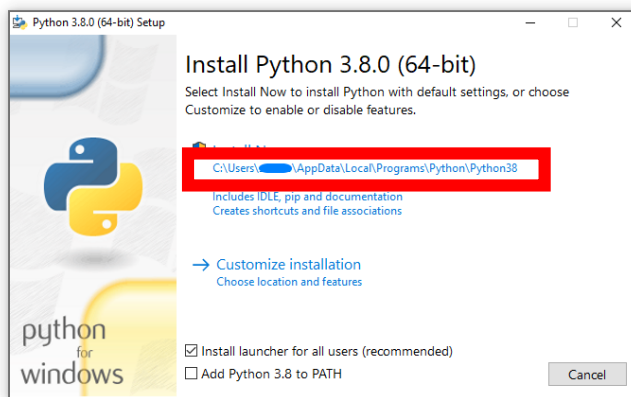 Python 3.8.0 (64-bit) Setup
Install Python 3.8.0 (64-bit)
Select Install Now to install Python with default settings, or choose
Customize to enable or disable features.
C:\Users\ \AppData\Local\Programs\Python\Python38
Includes IDLE, pip and documentation
Creates shortcuts and file associations
→ Customize installation
Choose location and features
python
for
windows
Install launcher for all users (recommended)
Add Python 3.8 to PATH
Cancel